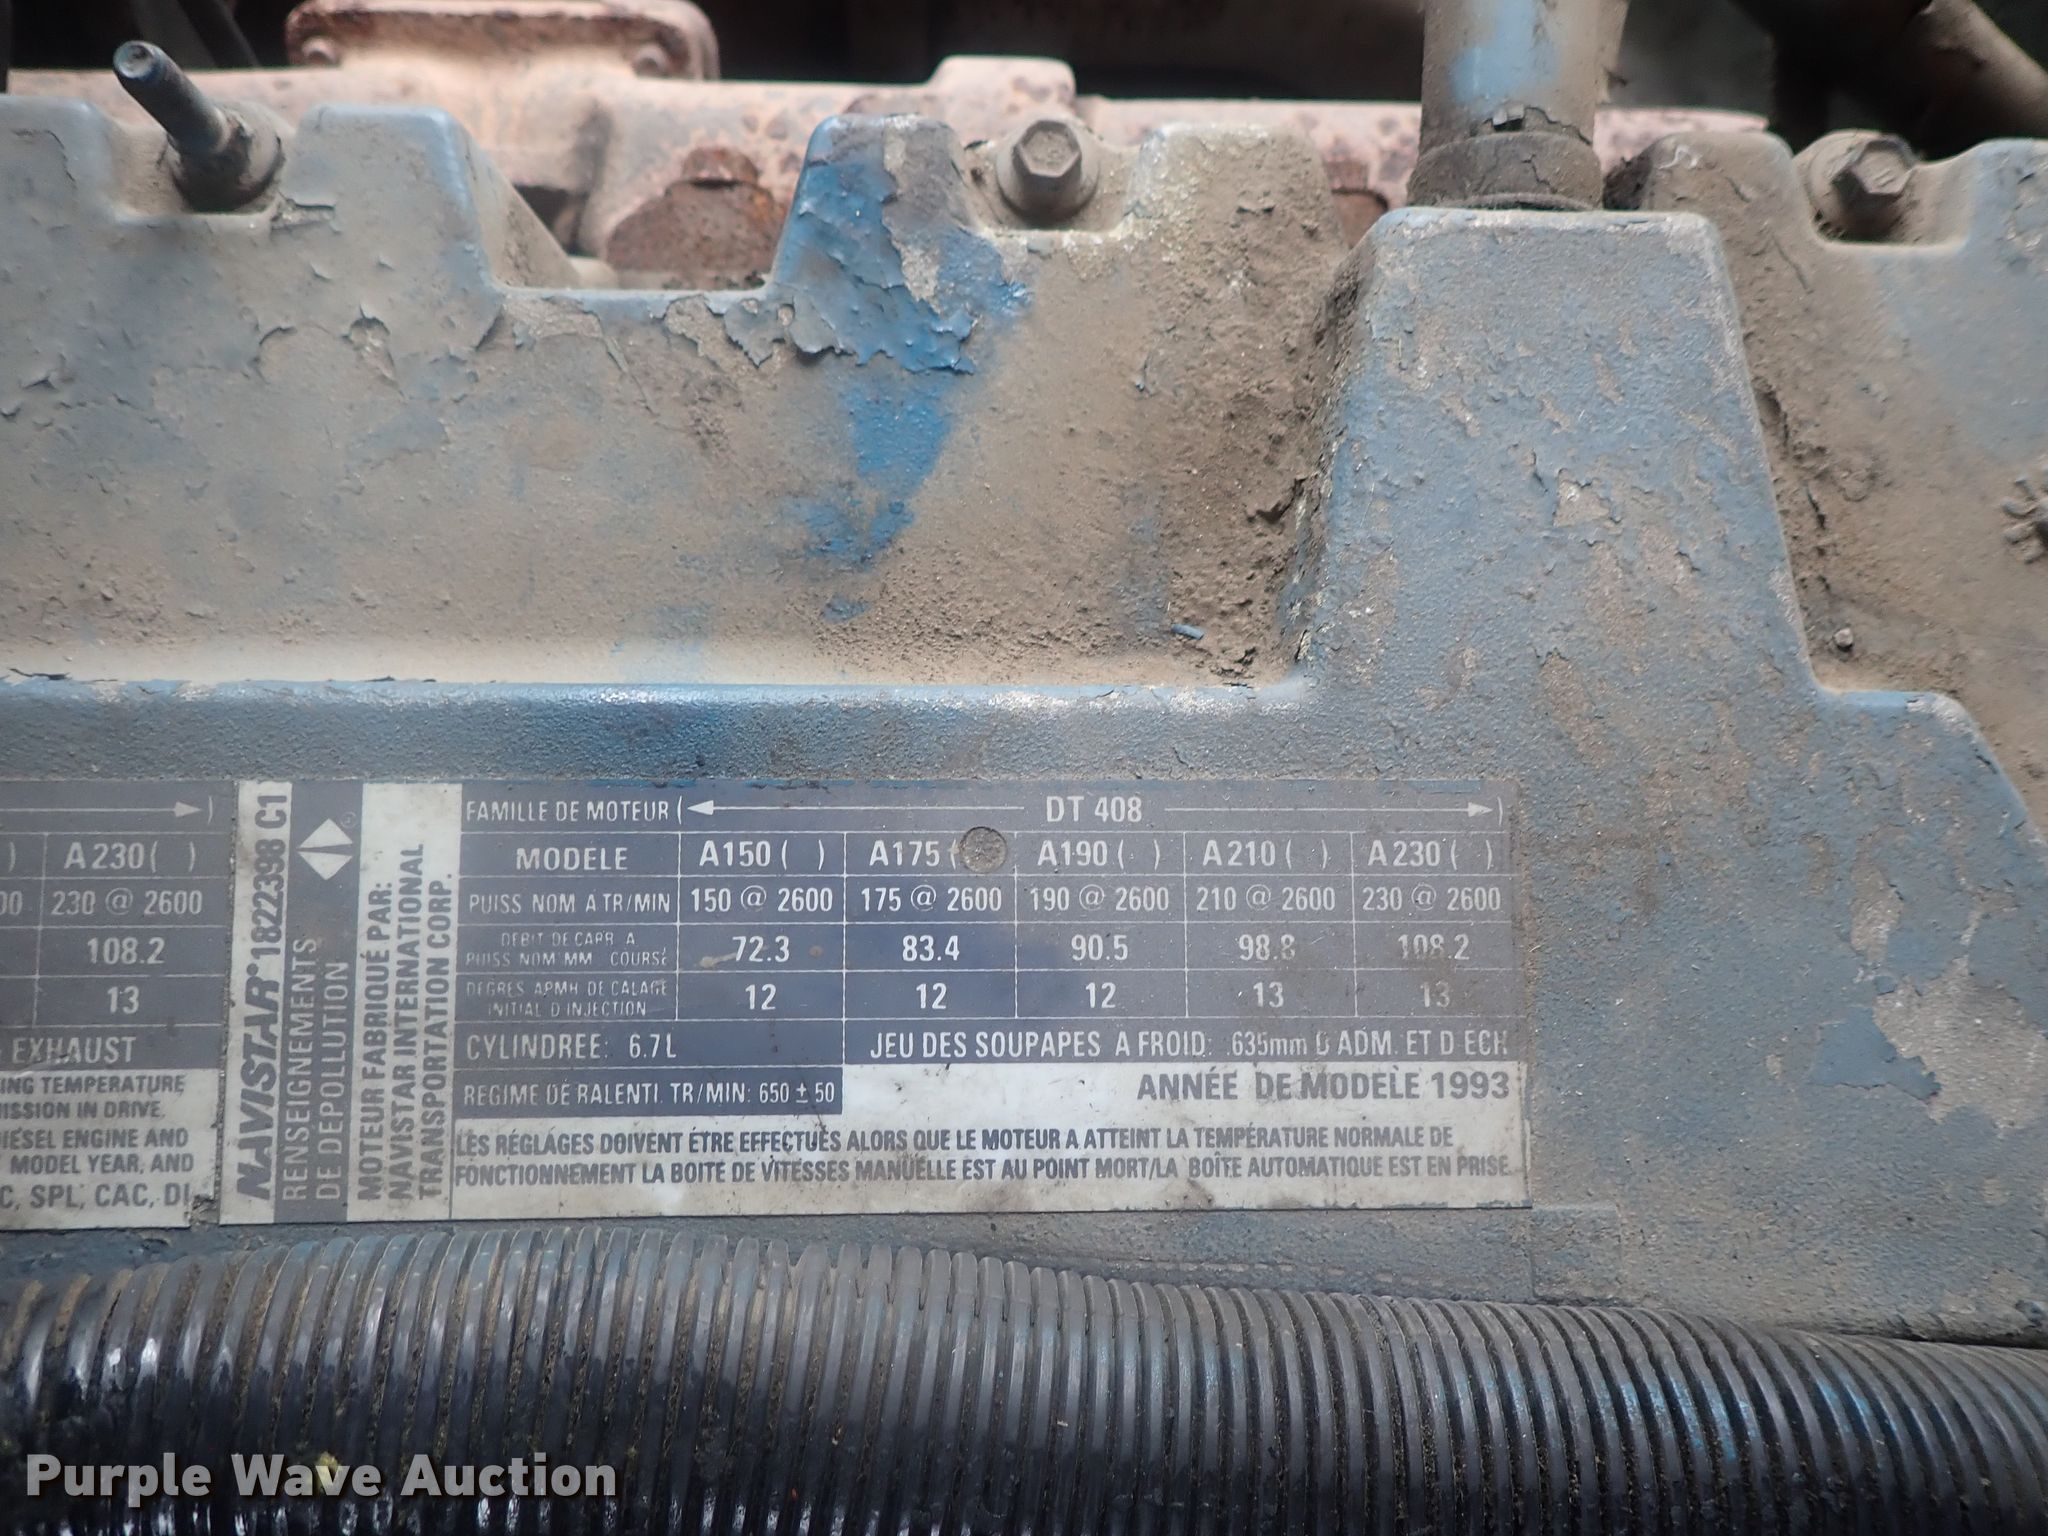 )
) A230 ( )
00 230 @ 2600
108.2
13
EXHAUST
ING TEMPERATURE
MISSION IN DRIVE.
DIESEL ENGINE AND
MODEL YEAR, AND
C, SPL, CAC, DI
NAVISTAR® 1822398 C1
RENSEIGNEMENTS
DE DEPOLLUTION
MOTEUR FABRIQUÉ PAR:
NAVISTAR INTERNATIONAL
TRANSPORTATION CORP.
FAMILLE DE MOTEUR ( DT 408 )
MODELE A150 ( ) A175 ( A190 ( ) A210 ( ) A230 ( )
PUISS NOM A TR/MIN 150 @ 2600 175 @ 2600 190 @ 2600 210 @ 2600 230 @ 2600
DEBIT DE CARR A
PUISS NOM MM COURSE 72.3 83.4 90.5 98.8 108.2
DEGRES APMH DE CALAGE
INITIAL D INJECTION 12 12 12 13 13
CYLINDREE: 6.7L JEU DES SOUPAPES A FROID: .635mm D ADM. ET D ECH
REGIME DE RALENTI. TR/MIN: 650 ± 50 ANNÉE DE MODELE 1993
LES RÉGLAGES DOIVENT ÉTRE EFFECTUÉS ALORS QUE LE MOTEUR A ATTEINT LA TEMPÉRATURE NORMALE DE
FONCTIONNEMENT LA BOITE DE VITESSES MANUELLE EST AU POINT MORT/LA BOÎTE AUTOMATIQUE EST EN PRISE
Purple Wave Auction